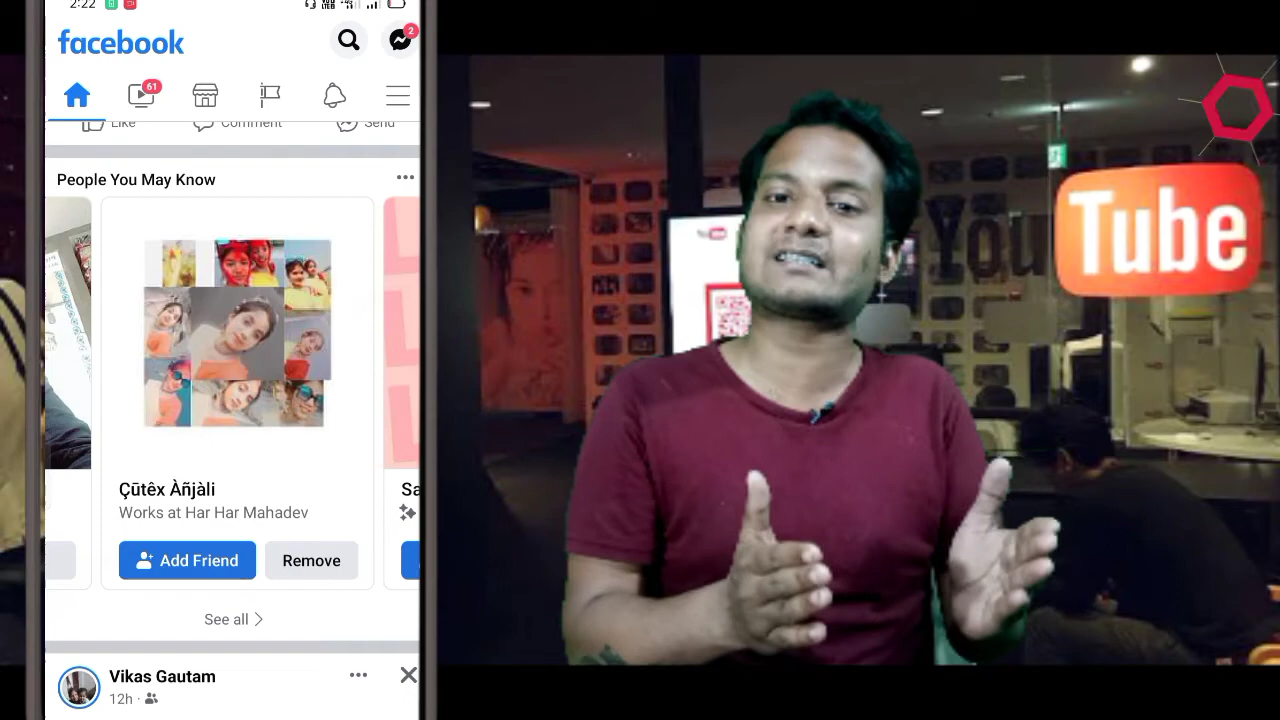 2:22
facebook
2
61
Like
Comment
Send
People You May Know
Çūtêx Àñjàli
Works at Har Har Mahadev
Add Friend
Remove
Sa
See all
Vikas Gautam
12h
You
Tube